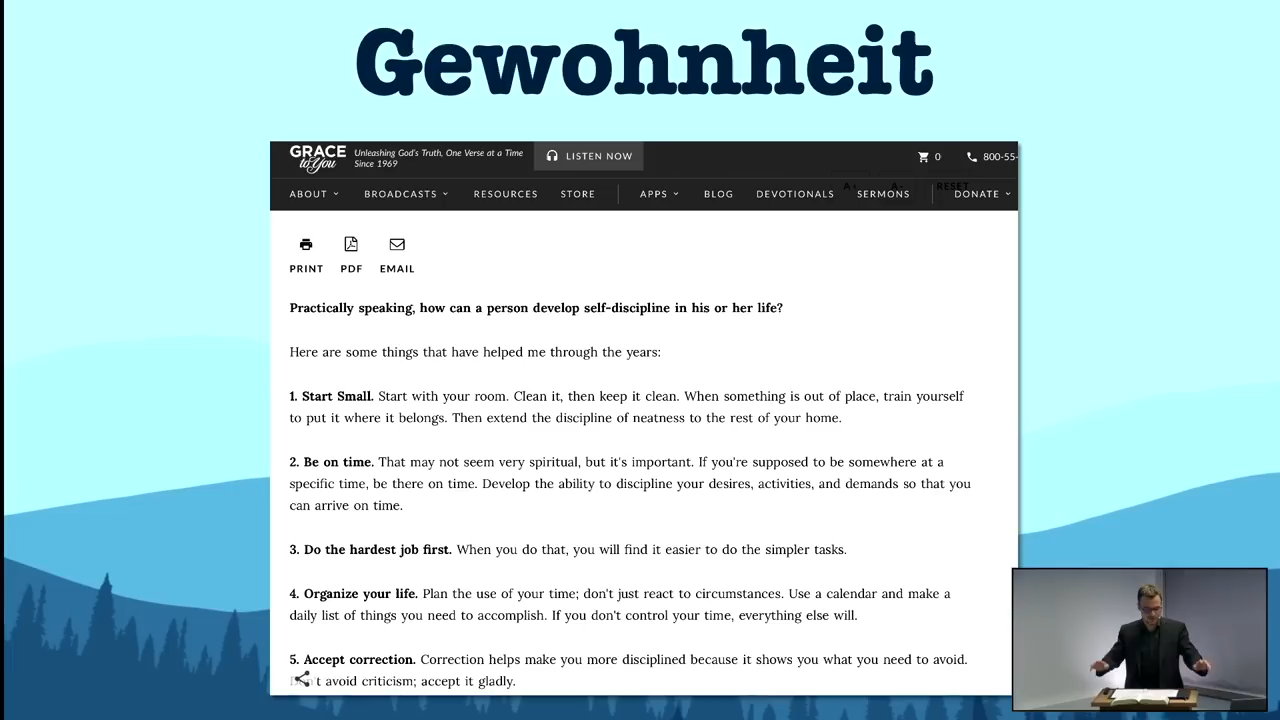 Gewohnheit
GRACE
to You
Unleashing God's Truth, One Verse at a Time
Since 1969
LISTEN NOW
0
800-55-
A+ A- RESET
ABOUT BROADCASTS RESOURCES STORE APPS BLOG DEVOTIONALS SERMONS DONATE
PRINT PDF EMAIL
Practically speaking, how can a person develop self-discipline in his or her life?
Here are some things that have helped me through the years:
1. Start Small. Start with your room. Clean it, then keep it clean. When something is out of place, train yourself
to put it where it belongs. Then extend the discipline of neatness to the rest of your home.
2. Be on time. That may not seem very spiritual, but it's important. If you're supposed to be somewhere at a
specific time, be there on time. Develop the ability to discipline your desires, activities, and demands so that you
can arrive on time.
3. Do the hardest job first. When you do that, you will find it easier to do the simpler tasks.
4. Organize your life. Plan the use of your time; don't just react to circumstances. Use a calendar and make a
daily list of things you need to accomplish. If you don't control your time, everything else will.
5. Accept correction. Correction helps make you more disciplined because it shows you what you need to avoid.
avoid criticism; accept it gladly.